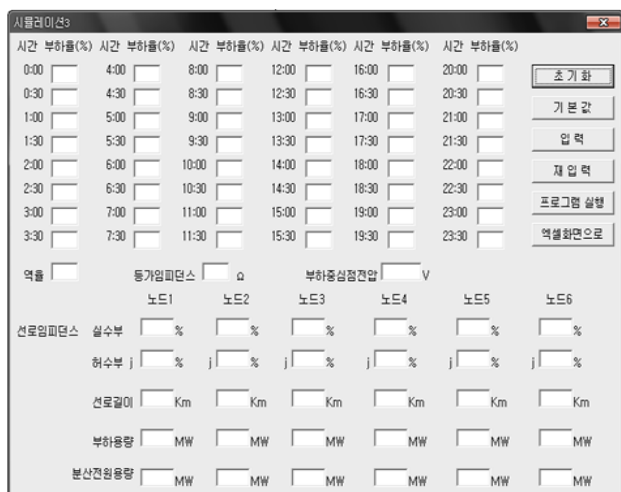 시뮬레이션3
시간 부하율(%) 시간 부하율(%) 시간 부하율(%) 시간 부하율(%) 시간 부하율(%) 시간 부하율(%)
0:00 4:00 8:00 12:00 16:00 20:00 초기화
0:30 4:30 8:30 12:30 16:30 20:30
1:00 5:00 9:00 13:00 17:00 21:00 기본값
1:30 5:30 9:30 13:30 17:30 21:30 입력
2:00 6:00 10:00 14:00 18:00 22:00 재입력
2:30 6:30 10:30 14:30 18:30 22:30
3:00 7:00 11:00 15:00 19:00 23:00 프로그램 실행
3:30 7:30 11:30 15:30 19:30 23:30 엑셀화면으로
역율 등가임피던스 Ω 부하중심점전압 V
노드1 노드2 노드3 노드4 노드5 노드6
선로임피던스 실수부 % % % % % %
허수부 j % j % j % j % j % j %
선로길이 Km Km Km Km Km Km
부하용량 MW MW MW MW MW MW
분산전원용량 MW MW MW MW MW MW